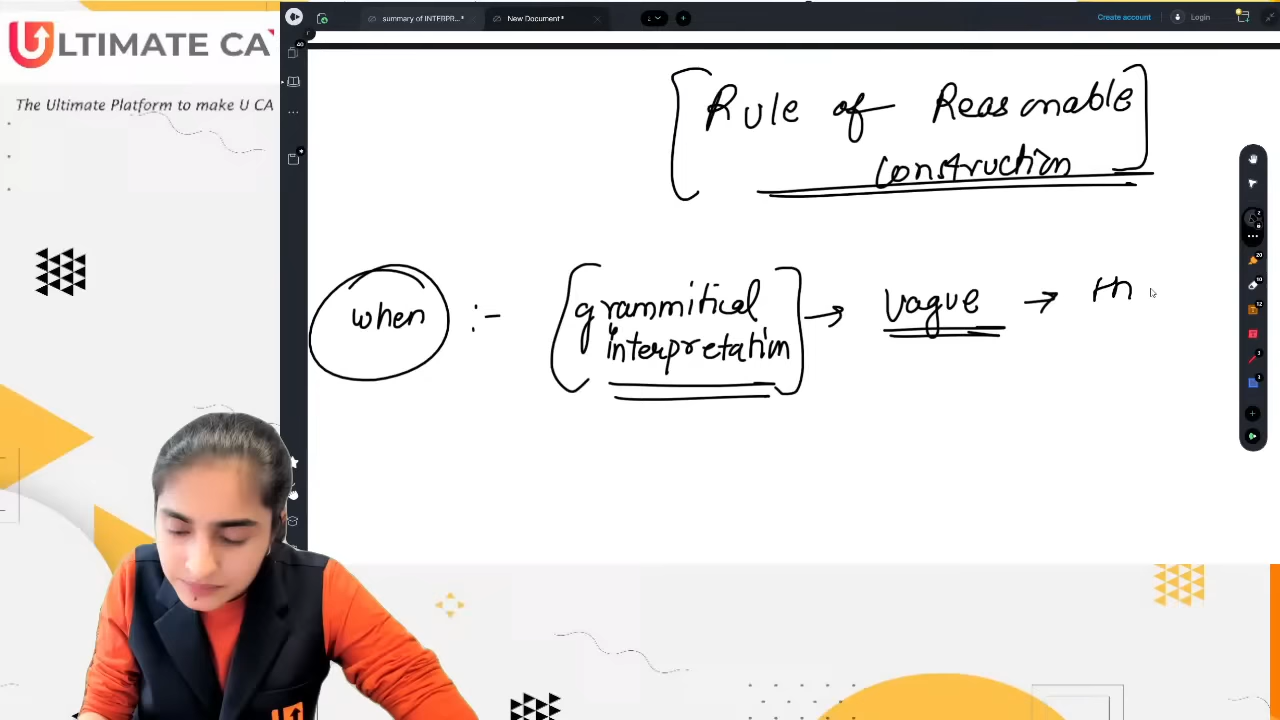 ULTIMATE CA
The Ultimate Platform to make U CA
summary of INTERPR...*
New Document*
Create account
Login
Rule of Reasonable
construction
when :- grammitical → vague → th
interpretation